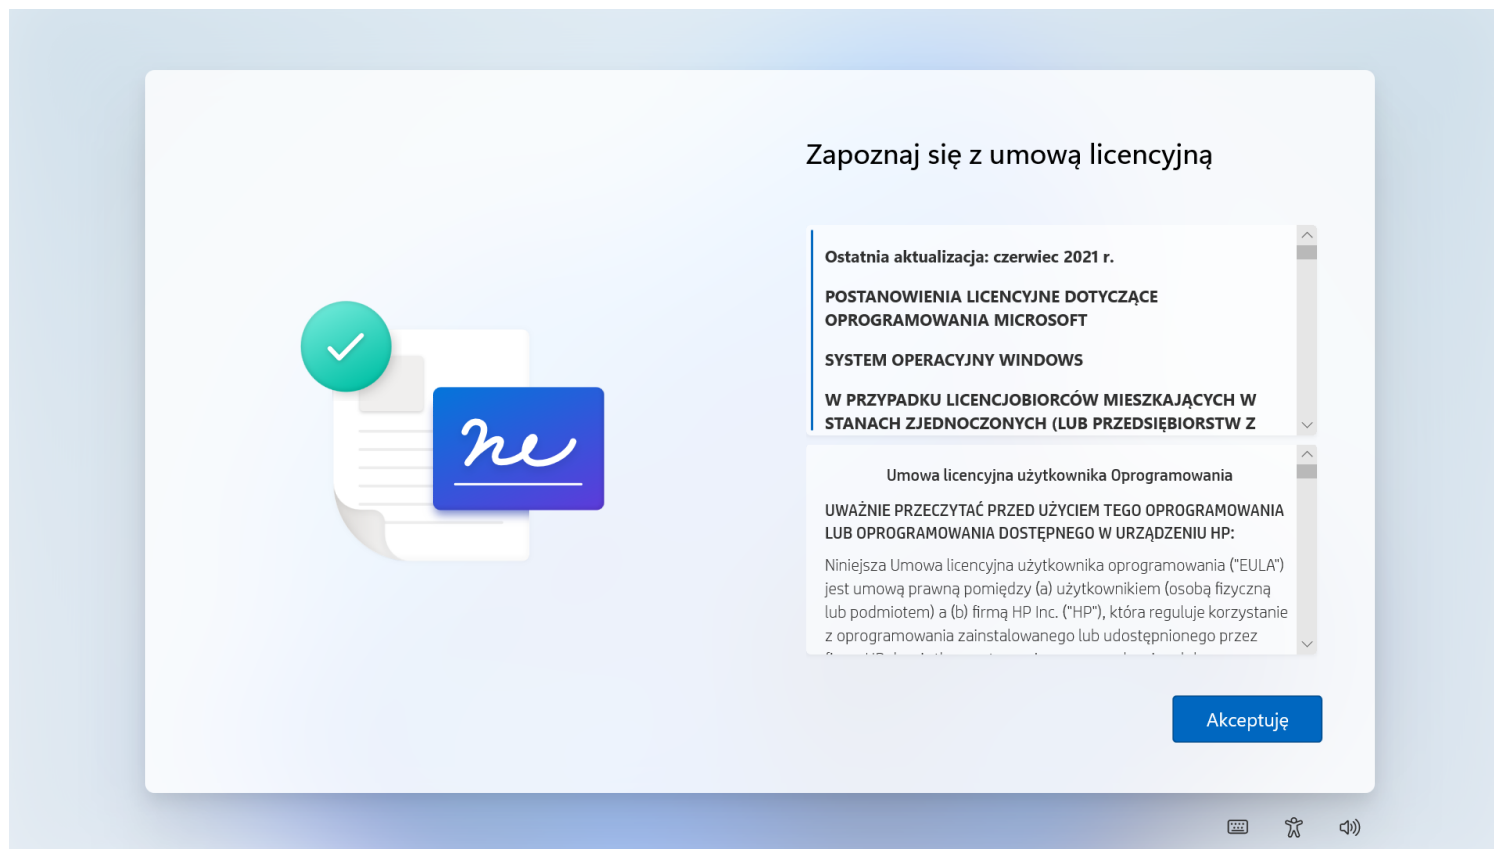 Zapoznaj się z umową licencyjną
Ostatnia aktualizacja: czerwiec 2021 r.
POSTANOWIENIA LICENCYJNE DOTYCZĄCE
OPROGRAMOWANIA MICROSOFT
SYSTEM OPERACYJNY WINDOWS
W PRZYPADKU LICENCJOBIORCÓW MIESZKAJĄCYCH W
STANACH ZJEDNOCZONYCH (LUB PRZEDSIĘBIORSTW Z
Umowa licencyjna użytkownika Oprogramowania
UWAŻNIE PRZECZYTAĆ PRZED UŻYCIEM TEGO OPROGRAMOWANIA
LUB OPROGRAMOWANIA DOSTĘPNEGO W URZĄDZENIU HP:
Niniejsza Umowa licencyjna użytkownika oprogramowania ("EULA")
jest umową prawną pomiędzy (a) użytkownikiem (osobą fizyczną
lub podmiotem) a (b) firmą HP Inc. ("HP"), która reguluje korzystanie
z oprogramowania zainstalowanego lub udostępnionego przez
Akceptuję